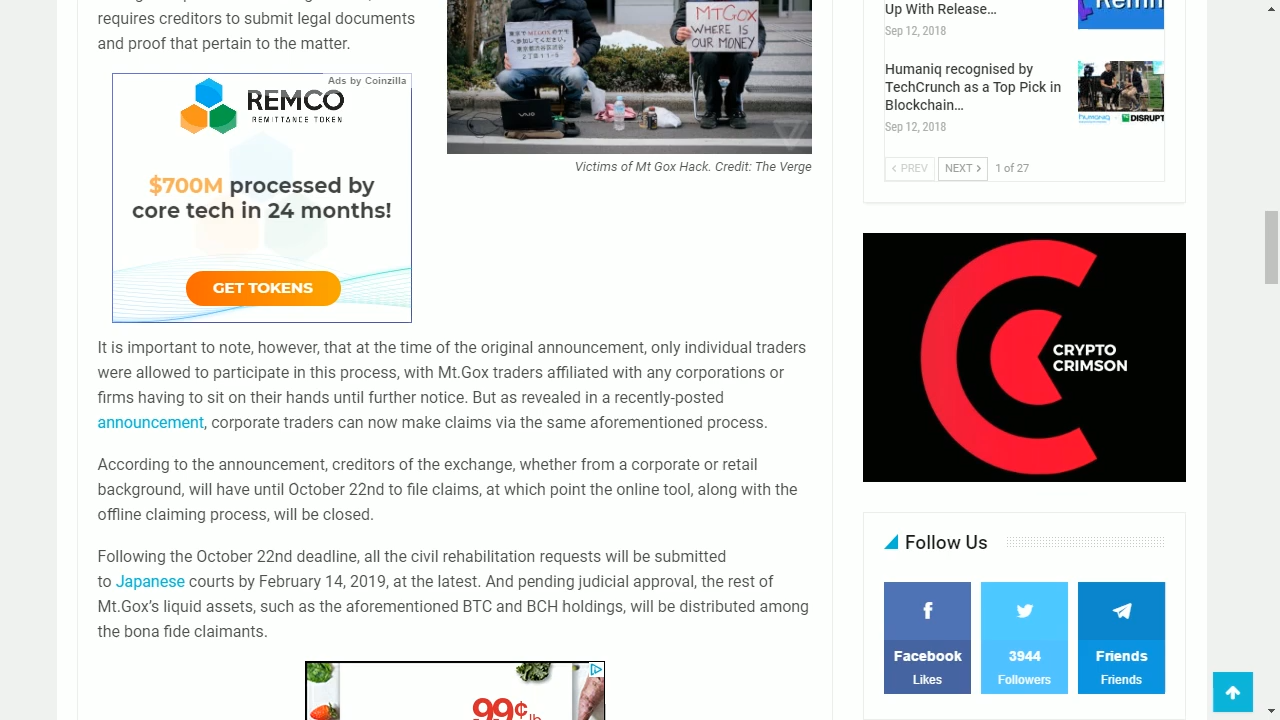 requires creditors to submit legal documents
and proof that pertain to the matter.
MTGOX
WHERE IS
OUR MONEY
Victims of Mt Gox Hack. Credit: The Verge
Ads by Coinzilla
REMCO
REMITTANCE TOKEN
$700M processed by
core tech in 24 months!
GET TOKENS
It is important to note, however, that at the time of the original announcement, only individual traders
were allowed to participate in this process, with Mt.Gox traders affiliated with any corporations or
firms having to sit on their hands until further notice. But as revealed in a recently-posted
announcement, corporate traders can now make claims via the same aforementioned process.
According to the announcement, creditors of the exchange, whether from a corporate or retail
background, will have until October 22nd to file claims, at which point the online tool, along with the
offline claiming process, will be closed.
Following the October 22nd deadline, all the civil rehabilitation requests will be submitted
to Japanese courts by February 14, 2019, at the latest. And pending judicial approval, the rest of
Mt.Gox’s liquid assets, such as the aforementioned BTC and BCH holdings, will be distributed among
the bona fide claimants.
99¢
lb
Up With Release…
Sep 12, 2018
Humaniq recognised by
TechCrunch as a Top Pick in
Blockchain…
Sep 12, 2018
humaniq
DISRUPT
PREV
NEXT
1 of 27
CRYPTO
CRIMSON
Follow Us
Facebook
Likes
3944
Followers
Friends
Friends